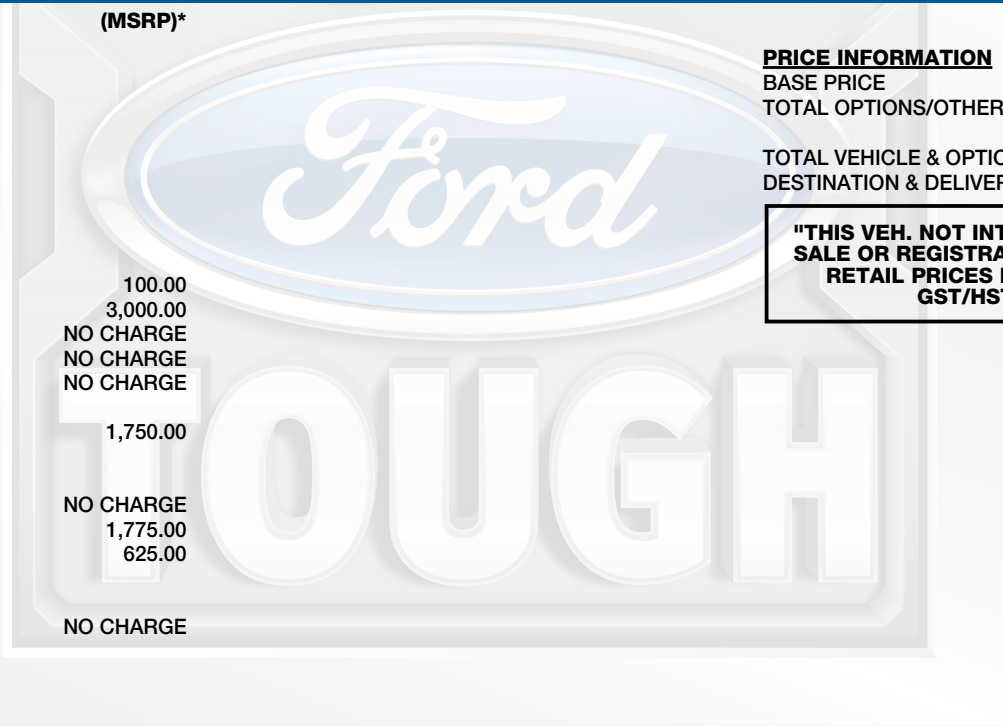 (MSRP)*
100.00
3,000.00
NO CHARGE
NO CHARGE
NO CHARGE
1,750.00
NO CHARGE
1,775.00
625.00
NO CHARGE
PRICE INFORMATION
BASE PRICE
TOTAL OPTIONS/OTHER
TOTAL VEHICLE & OPTIO
DESTINATION & DELIVER
"THIS VEH. NOT INT
SALE OR REGISTRA
RETAIL PRICES
GST/HST
Ford
TOUGH